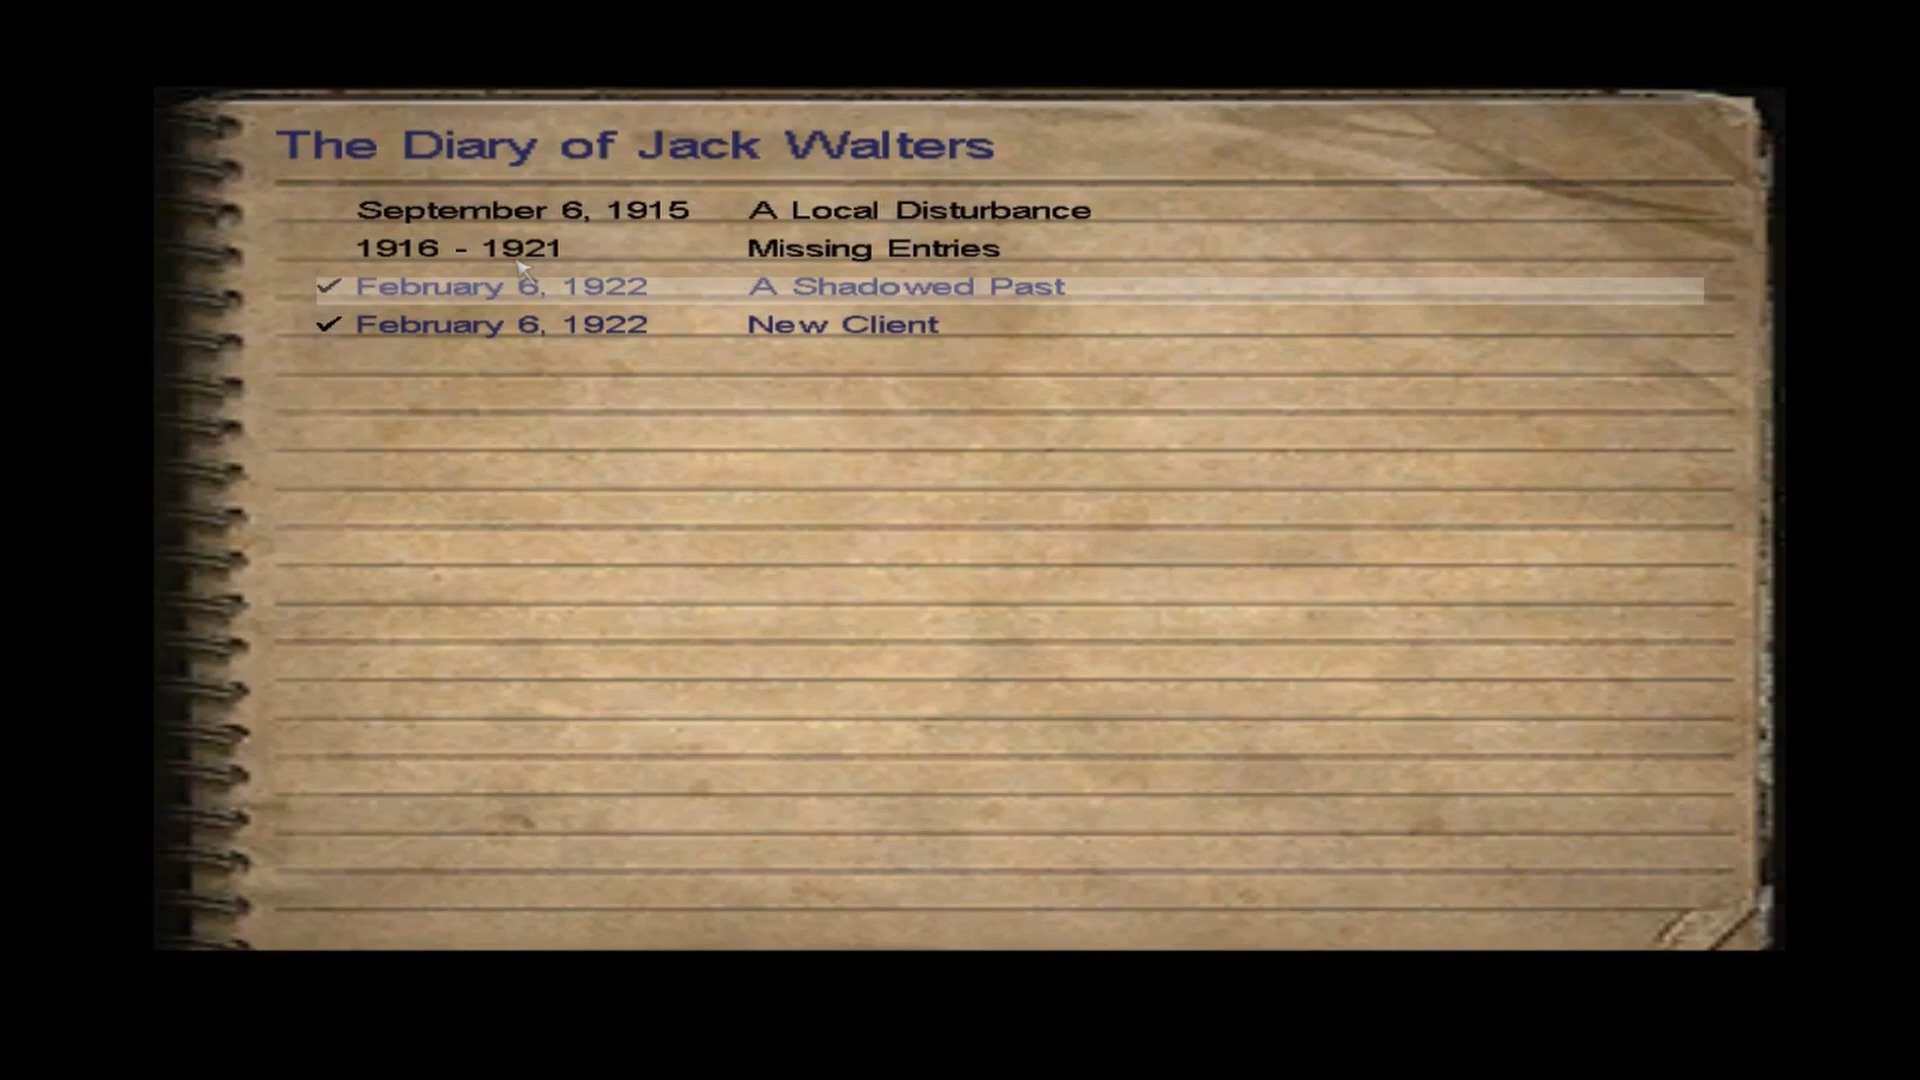 The Diary of Jack Walters
September 6, 1915 A Local Disturbance
1916 - 1921 Missing Entries
✓ February 6, 1922 A Shadowed Past
✓ February 6, 1922 New Client